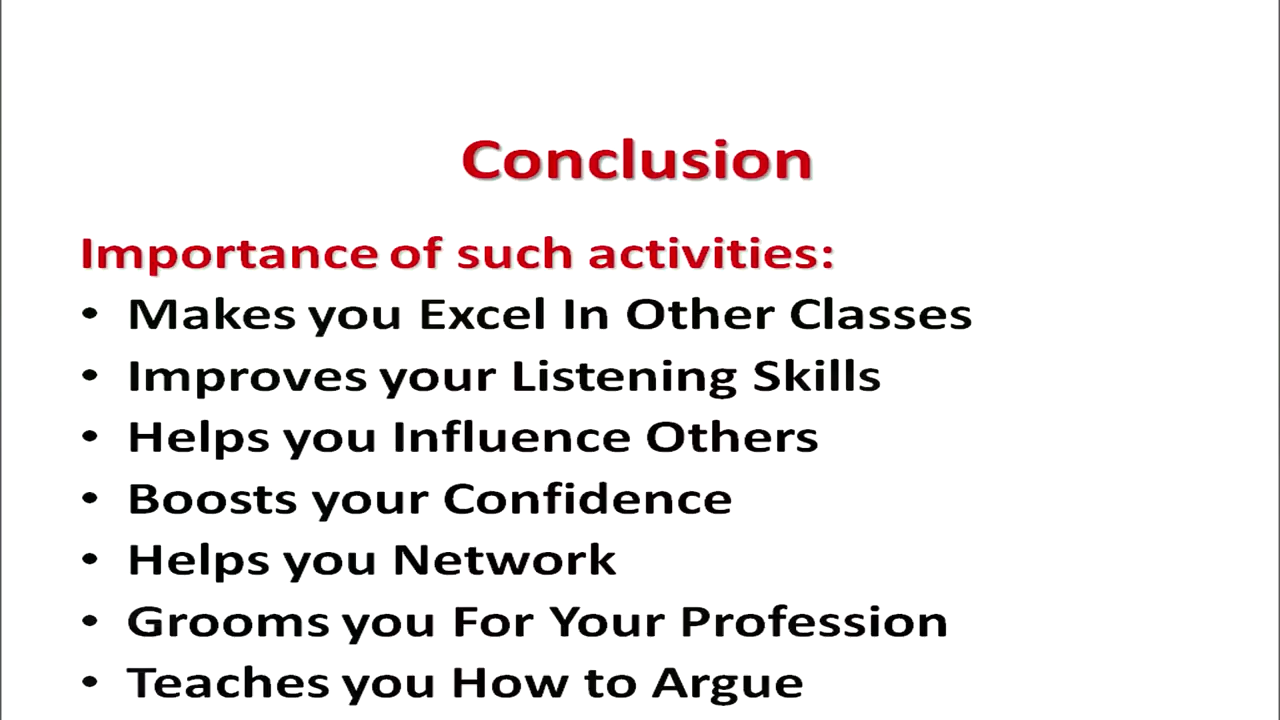 Conclusion
Importance of such activities:
• Makes you Excel In Other Classes
• Improves your Listening Skills
• Helps you Influence Others
• Boosts your Confidence
• Helps you Network
• Grooms you For Your Profession
• Teaches you How to Argue